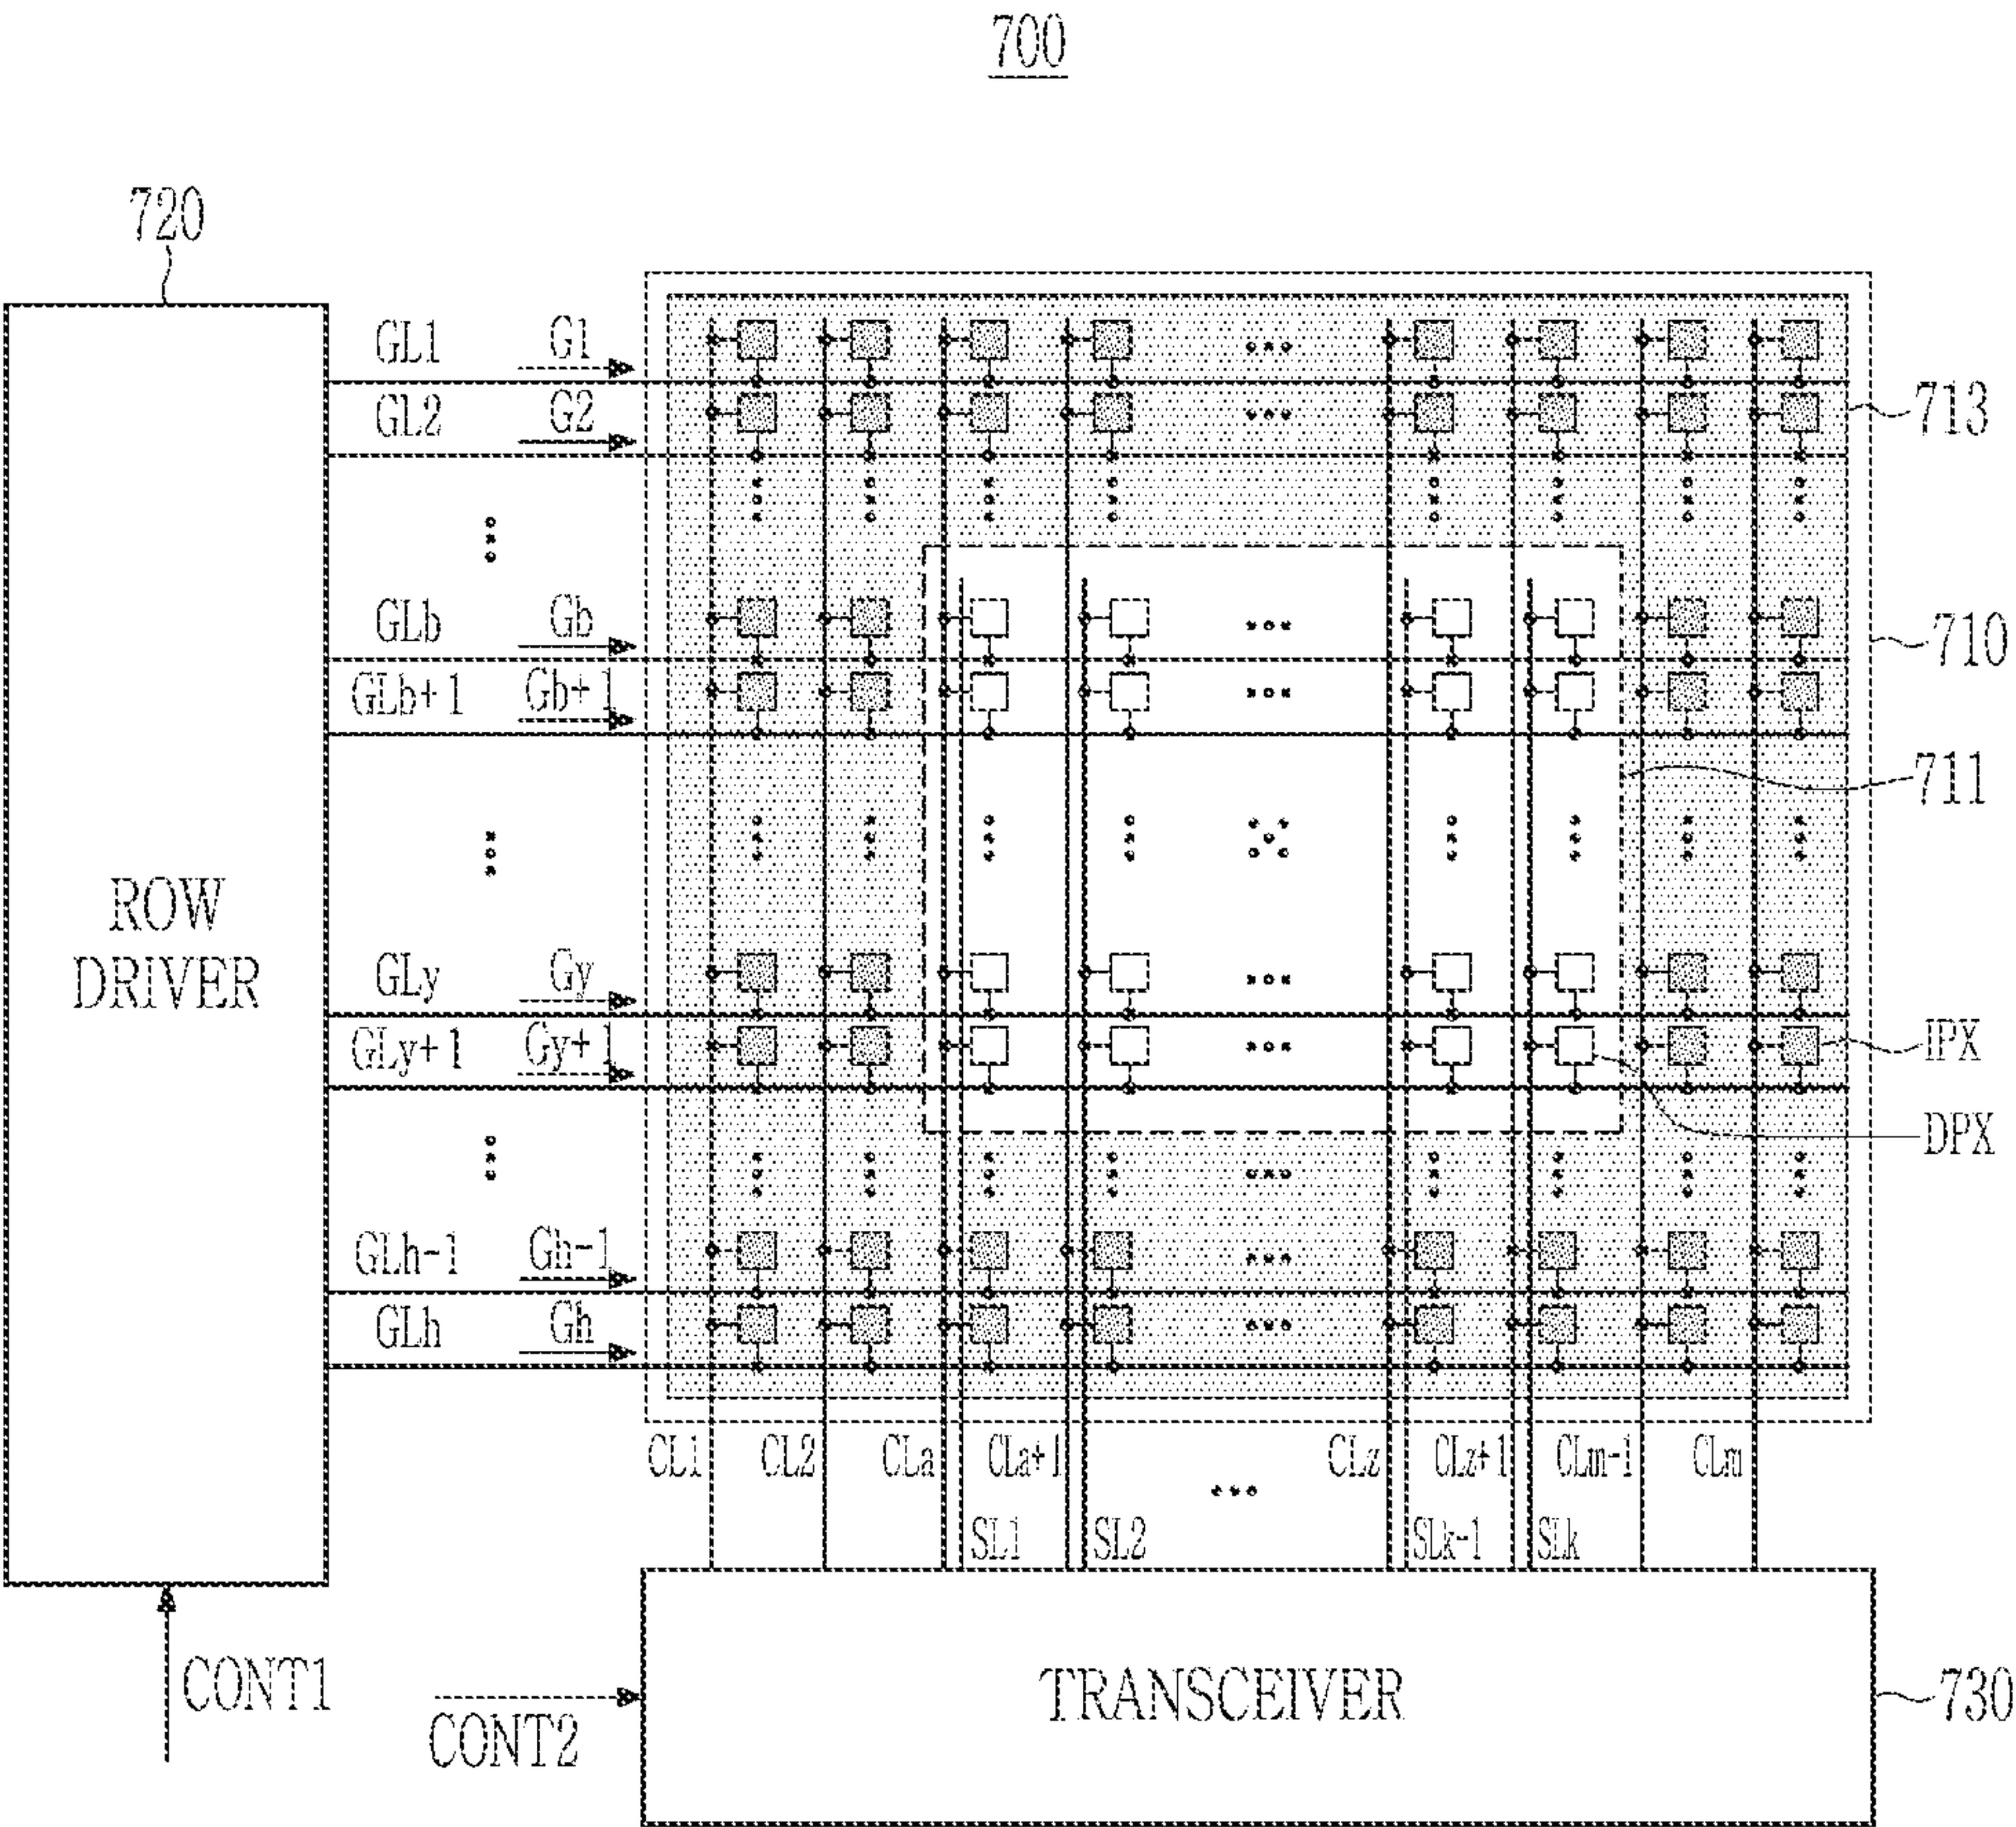 700
720
GL1 G1
GL2 G2
713
GLb Gb
710
GLb+1 Gb+1
711
ROW
DRIVER
GLy Gy
GLy+1 Gy+1
IPX
DPX
GLh-1 Gh-1
GLh Gh
CL1 CL2 CLa CLa+1 CLz CLz+1 CLm-1 CLm
SL1 SL2 SLk-1 SLk
CONT1
TRANSCEIVER
730
CONT2